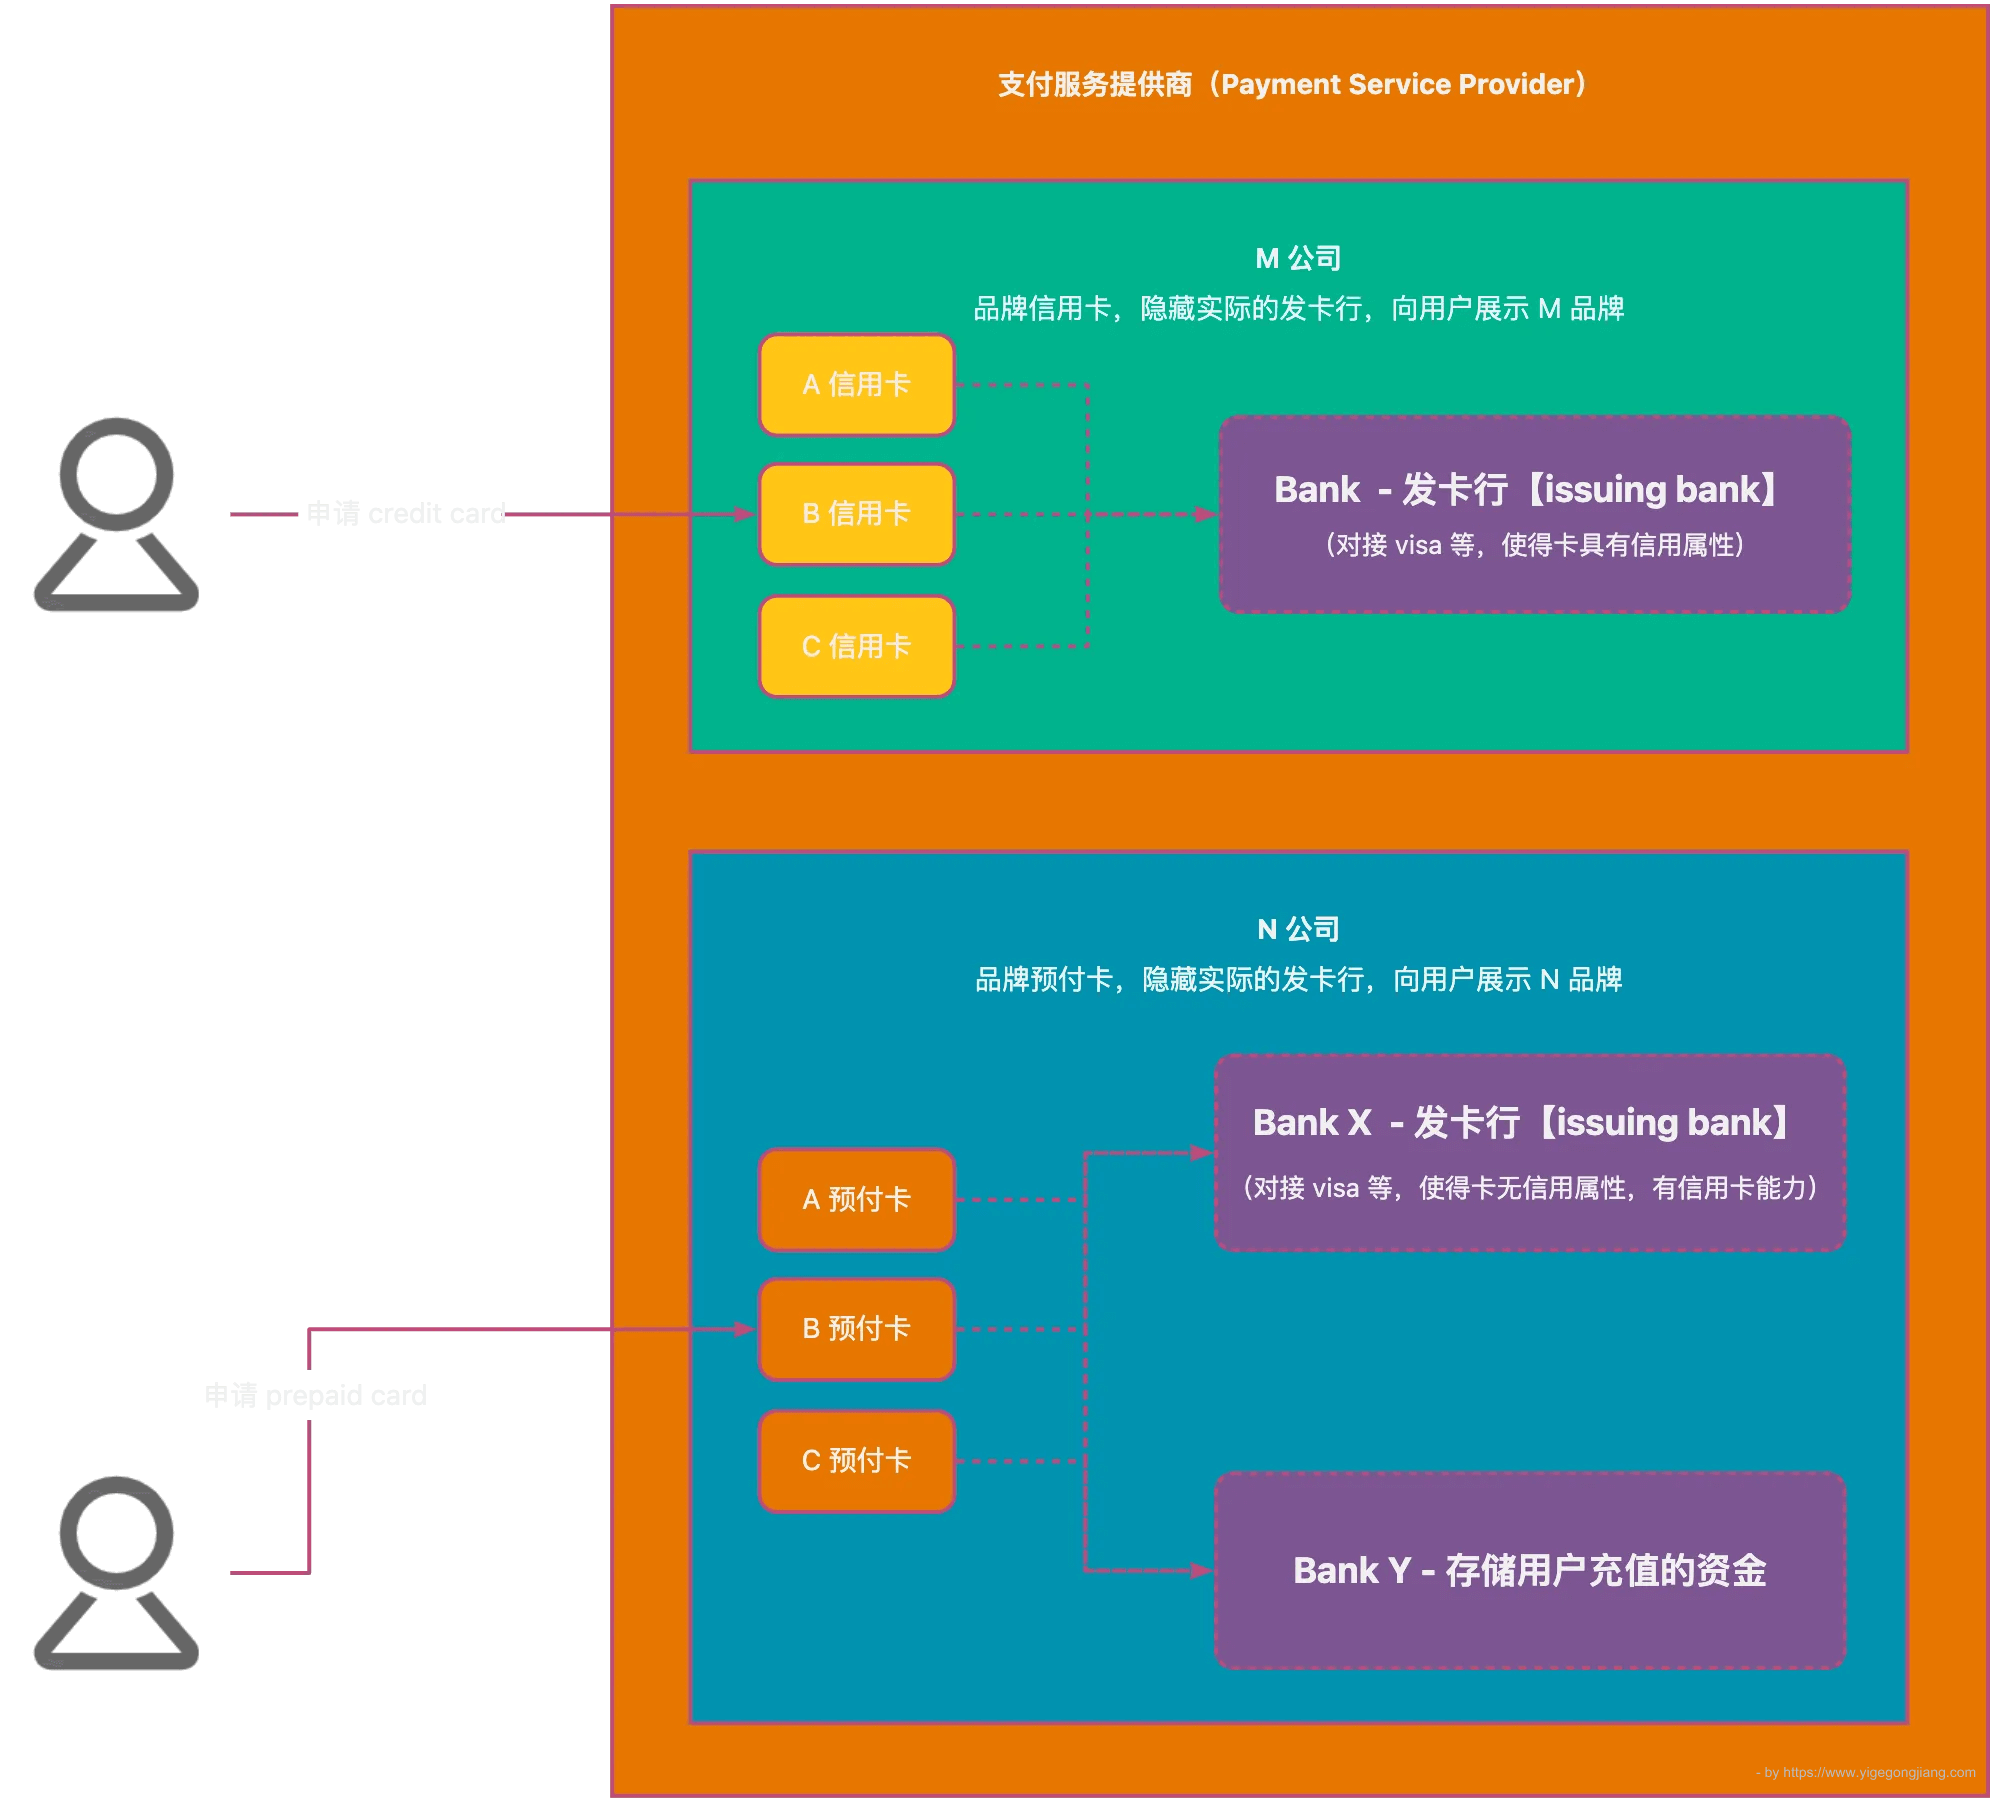 支付服务提供商（Payment Service Provider）
M 公司
品牌信用卡，隐藏实际的发卡行，向用户展示 M 品牌
A 信用卡
申请 credit card
B 信用卡
C 信用卡
Bank - 发卡行【issuing bank】
（对接 visa 等，使得卡具有信用属性）
N 公司
品牌预付卡，隐藏实际的发卡行，向用户展示 N 品牌
Bank X - 发卡行【issuing bank】
（对接 visa 等，使得卡无信用属性，有信用卡能力）
A 预付卡
B 预付卡
申请 prepaid card
C 预付卡
Bank Y - 存储用户充值的资金
- by https://www.yigegongjiang.com